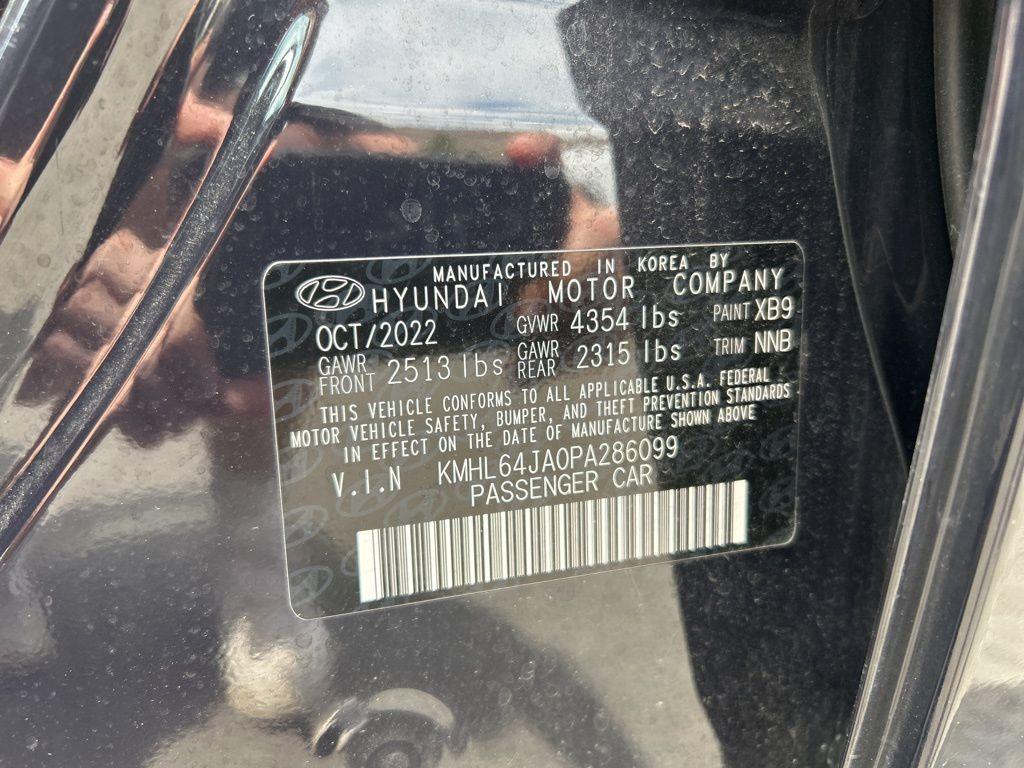 MANUFACTURED IN KOREA BY
HYUNDAI MOTOR COMPANY
OCT/2022 GVWR 4354 lbs PAINT XB9
GAWR FRONT 2513 lbs GAWR REAR 2315 lbs TRIM NNB
THIS VEHICLE CONFORMS TO ALL APPLICABLE U.S.A. FEDERAL
MOTOR VEHICLE SAFETY, BUMPER, AND THEFT PREVENTION STANDARDS
IN EFFECT ON THE DATE OF MANUFACTURE SHOWN ABOVE
V.I.N KMHL64JA0PA286099
PASSENGER CAR